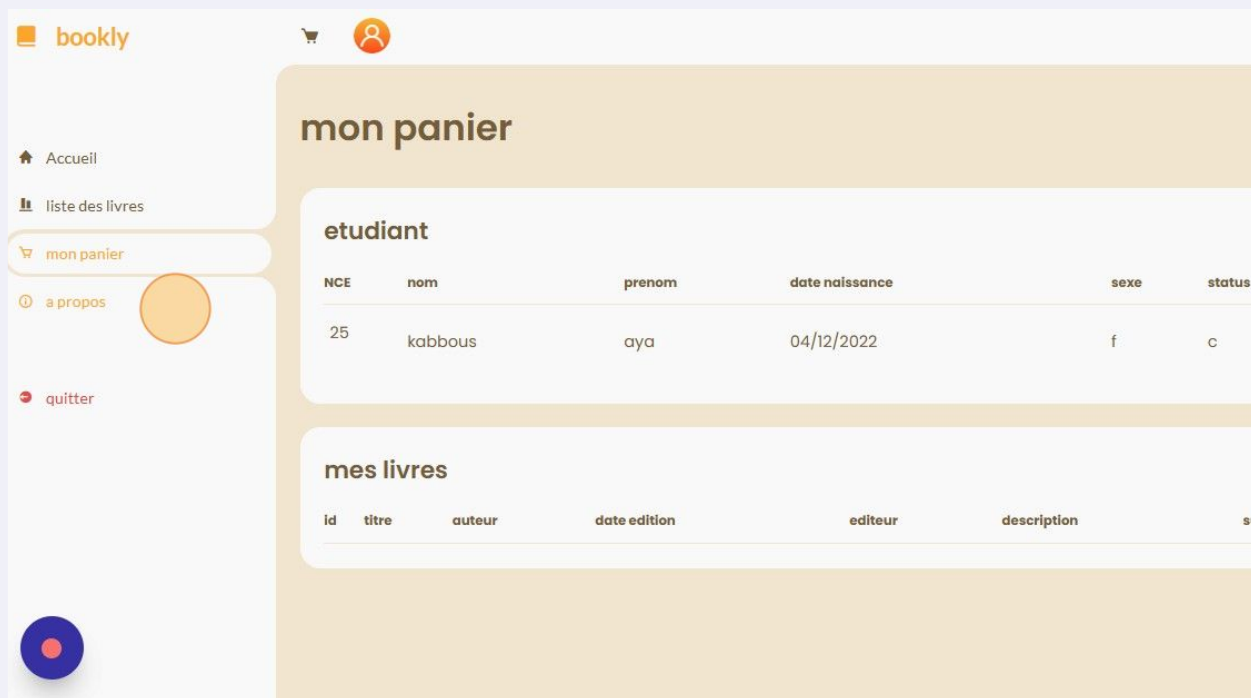 bookly
Accueil
liste des livres
mon panier
a propos
quitter
mon panier
etudiant
NCE nom prenom date naissance sexe status
25 kabbous aya 04/12/2022 f c
mes livres
id titre auteur date edition editeur description